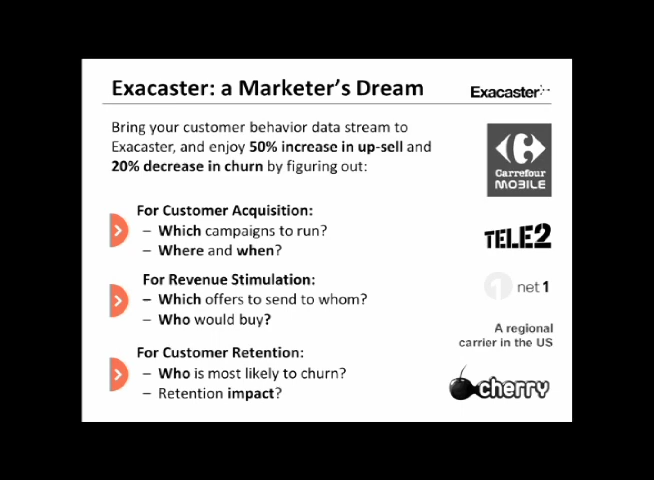 Exacaster: a Marketer's Dream
Exacaster
Bring your customer behavior data stream to
Exacaster, and enjoy 50% increase in up-sell and
20% decrease in churn by figuring out:
For Customer Acquisition:
– Which campaigns to run?
– Where and when?
For Revenue Stimulation:
– Which offers to send to whom?
– Who would buy?
For Customer Retention:
– Who is most likely to churn?
– Retention impact?
Carrefour
MOBILE
TELE2
1 net 1
A regional
carrier in the US
cherry